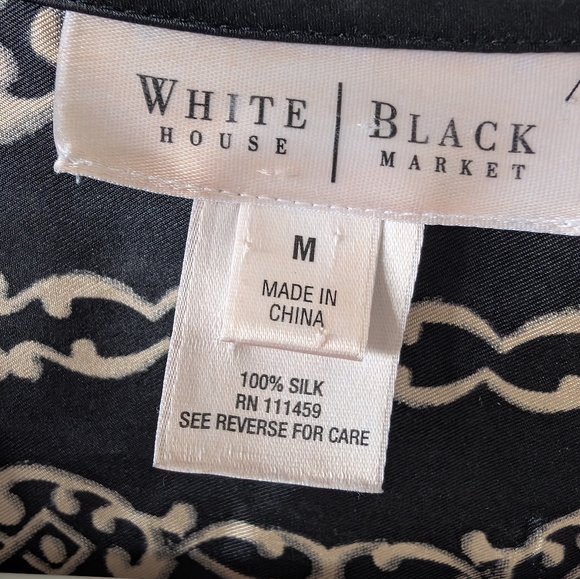 WHITE | BLACK
HOUSE MARKET
M
MADE IN
CHINA
100% SILK
RN 111459
SEE REVERSE FOR CARE